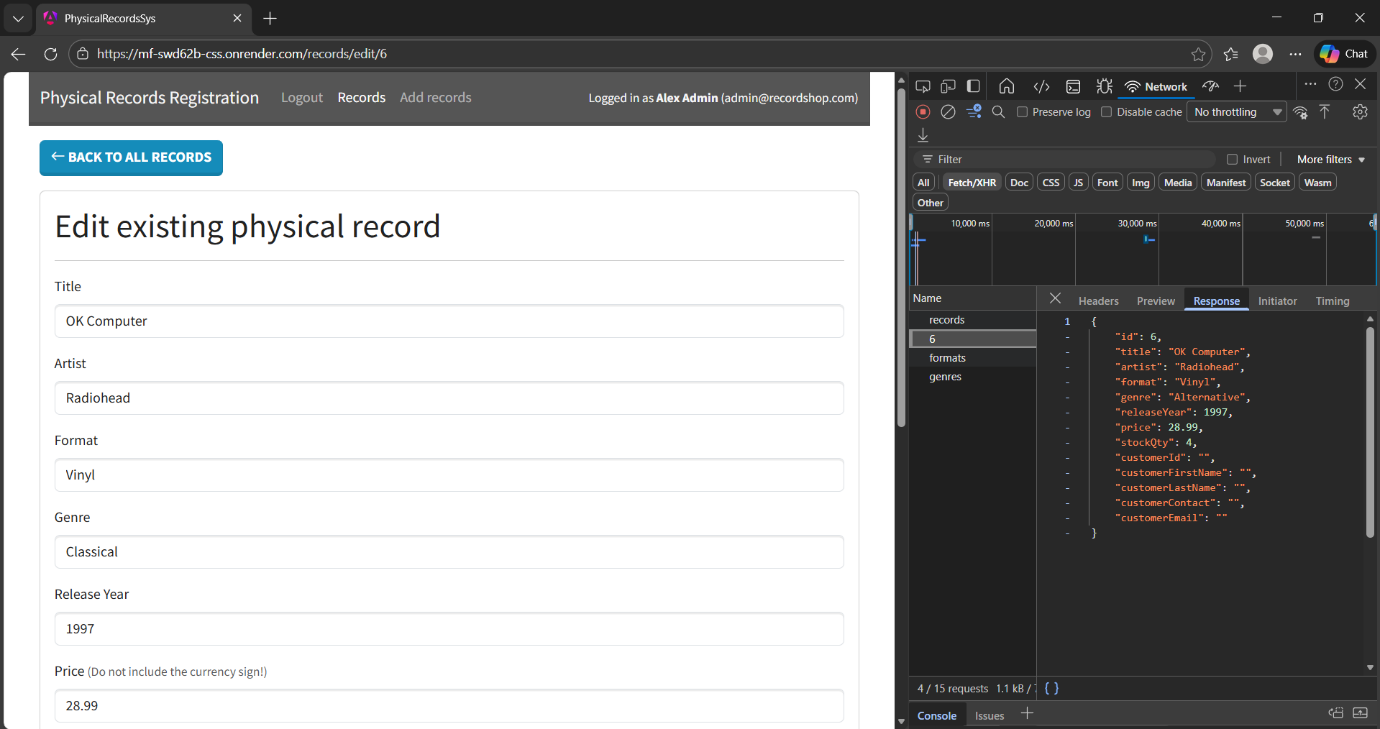 PhysicalRecordsSys
https://mf-swd62b-css.onrender.com/records/edit/6
Chat
Physical Records Registration Logout Records Add records Logged in as Alex Admin (admin@recordshop.com)
← BACK TO ALL RECORDS
Edit existing physical record
Title
OK Computer
Artist
Radiohead
Format
Vinyl
Genre
Classical
Release Year
1997
Price (Do not include the currency sign!)
28.99
Network
Preserve log Disable cache No throttling
Filter Invert More filters
All Fetch/XHR Doc CSS JS Font Img Media Manifest Socket Wasm
Other
10,000 ms 20,000 ms 30,000 ms 40,000 ms 50,000 ms 6
Name Headers Preview Response Initiator Timing
records
6
formats
genres
1 {
- "id": 6,
- "title": "OK Computer",
- "artist": "Radiohead",
- "format": "Vinyl",
- "genre": "Alternative",
- "releaseYear": 1997,
- "price": 28.99,
- "stockQty": 4,
- "customerId": "",
- "customerFirstName": "",
- "customerLastName": "",
- "customerContact": "",
- "customerEmail": ""
- }
4 / 15 requests 1.1 kB / { }
Console Issues